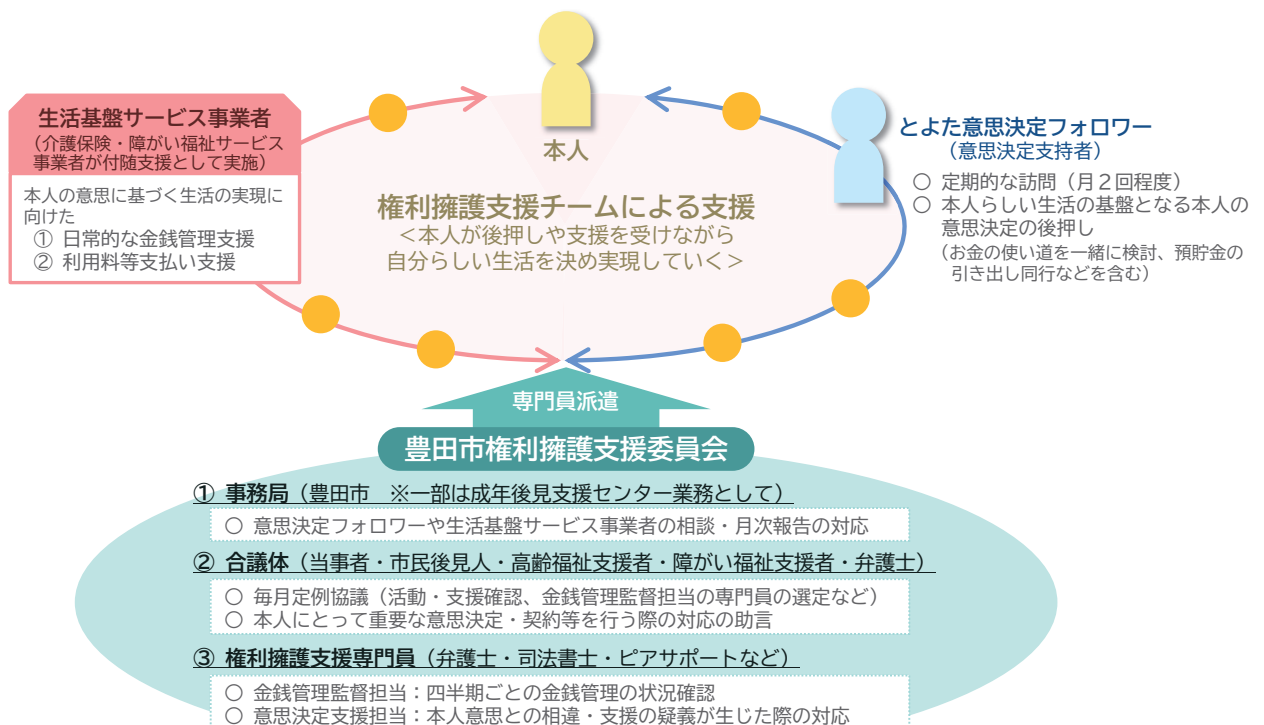 本人
生活基盤サービス事業者
（介護保険・障がい福祉サービス
事業者が付随支援として実施）
本人の意思に基づく生活の実現に
向けた
① 日常的な金銭管理支援
② 利用料等支払い支援
とよた意思決定フォロワー
（意思決定支持者）
○ 定期的な訪問（月２回程度）
○ 本人らしい生活の基盤となる本人の
意思決定の後押し
（お金の使い道を一緒に検討、預貯金の
引き出し同行などを含む）
権利擁護支援チームによる支援
＜本人が後押しや支援を受けながら
自分らしい生活を決め実現していく＞
専門員派遣
豊田市権利擁護支援委員会
① 事務局（豊田市　※一部は成年後見支援センター業務として）
○ 意思決定フォロワーや生活基盤サービス事業者の相談・月次報告の対応
② 合議体（当事者・市民後見人・高齢福祉支援者・障がい福祉支援者・弁護士）
○ 毎月定例協議（活動・支援確認、金銭管理監督担当の専門員の選定など）
○ 本人にとって重要な意思決定・契約等を行う際の対応の助言
③ 権利擁護支援専門員（弁護士・司法書士・ピアサポートなど）
○ 金銭管理監督担当：四半期ごとの金銭管理の状況確認
○ 意思決定支援担当：本人意思との相違・支援の疑義が生じた際の対応